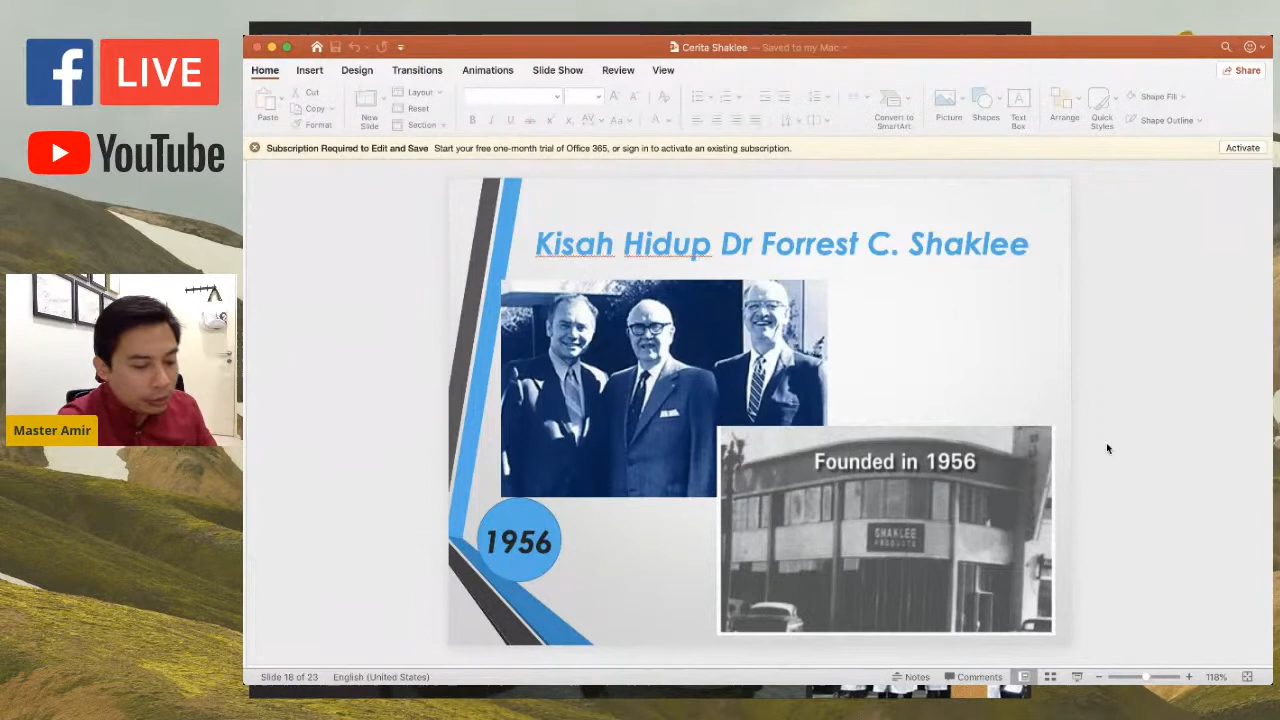 LIVE
YouTube
Master Amir
Cerita Shaklee — Saved to my Mac
Home Insert Design Transitions Animations Slide Show Review View
Share
Paste
Cut
Copy
Format
New Slide
Layout
Reset
Section
Convert to SmartArt
Picture
Shapes
Text Box
Arrange
Quick Styles
Shape Fill
Shape Outline
Subscription Required to Edit and Save Start your free one-month trial of Office 365, or sign in to activate an existing subscription.
Activate
Kisah Hidup Dr Forrest C. Shaklee
Founded in 1956
SHAKLEE
PRODUCTS
1956
Slide 18 of 23 English (United States)
Notes Comments 118%